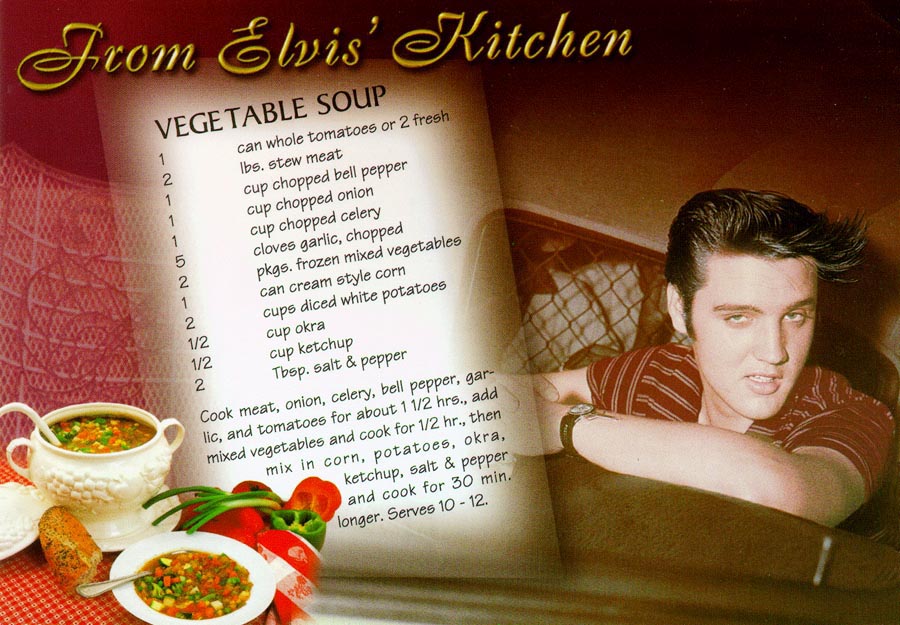 From Elvis' Kitchen
VEGETABLE SOUP
1 can whole tomatoes or 2 fresh
2 lbs. stew meat
1 cup chopped bell pepper
1 cup chopped onion
1 cup chopped celery
5 cloves garlic, chopped
2 pkgs. frozen mixed vegetables
1 can cream style corn
2 cups diced white potatoes
1/2 cup okra
1/2 cup ketchup
2 Tbsp. salt & pepper
Cook meat, onion, celery, bell pepper, gar-
lic, and tomatoes for about 1 1/2 hrs., add
mixed vegetables and cook for 1/2 hr., then
mix in corn, potatoes, okra,
ketchup, salt & pepper
and cook for 30 min.
longer. Serves 10 - 12.